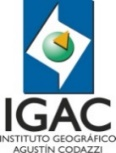 IGAC
INSTITUTO GEOGRÁFICO
AGUSTÍN CODAZZI